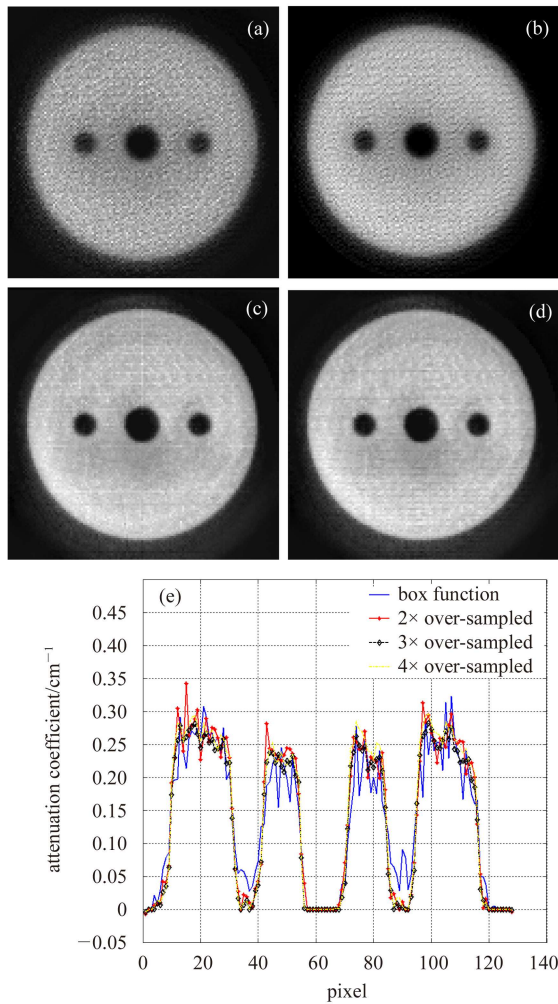 (a)
(b)
(c)
(d)
(e)
box function
2× over-sampled
3× over-sampled
4× over-sampled
0.45
0.40
0.35
0.30
0.25
0.20
0.15
0.10
0.05
0
−0.05
attenuation coefficient/cm−1
0 20 40 60 80 100 120 140
pixel